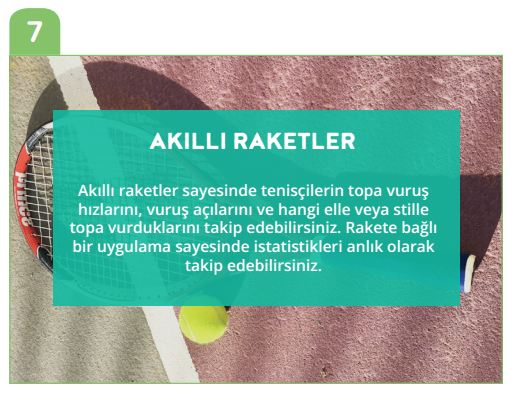 7
AKILLI RAKETLER
Akıllı raketler sayesinde tenisçilerin topa vuruş
hızlarını, vuruş açılarını ve hangi elle veya stille
topa vurduklarını takip edebilirsiniz. Rakete bağlı
bir uygulama sayesinde istatistikleri anlık olarak
takip edebilirsiniz.
prince